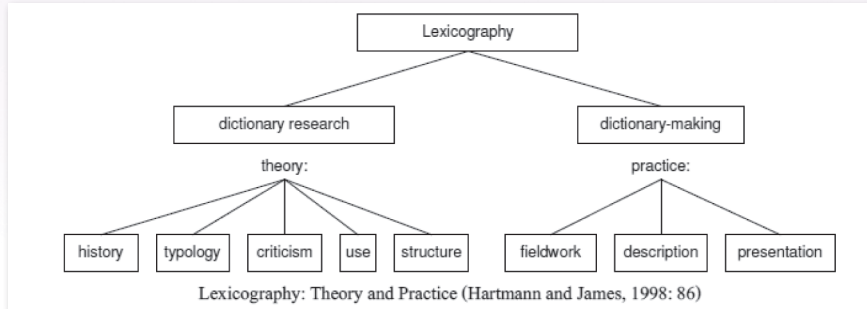 Lexicography
dictionary research
dictionary-making
theory:
practice:
history
typology
criticism
use
structure
fieldwork
description
presentation
Lexicography: Theory and Practice (Hartmann and James, 1998: 86)